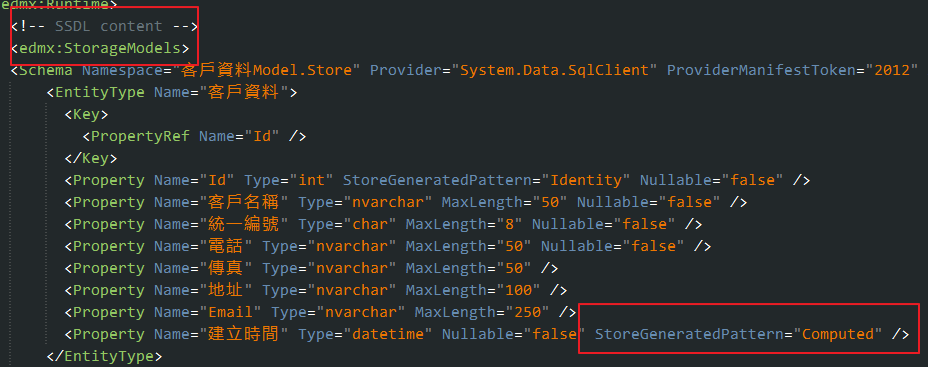 edmx:Runtime>
<!-- SSDL content -->
<edmx:StorageModels>
<Schema Namespace="客戶資料Model.Store" Provider="System.Data.SqlClient" ProviderManifestToken="2012"
<EntityType Name="客戶資料">
<Key>
<PropertyRef Name="Id" />
</Key>
<Property Name="Id" Type="int" StoreGeneratedPattern="Identity" Nullable="false" />
<Property Name="客戶名稱" Type="nvarchar" MaxLength="50" Nullable="false" />
<Property Name="統一編號" Type="char" MaxLength="8" Nullable="false" />
<Property Name="電話" Type="nvarchar" MaxLength="50" Nullable="false" />
<Property Name="傳真" Type="nvarchar" MaxLength="50" />
<Property Name="地址" Type="nvarchar" MaxLength="100" />
<Property Name="Email" Type="nvarchar" MaxLength="250" />
<Property Name="建立時間" Type="datetime" Nullable="false" StoreGeneratedPattern="Computed" />
</EntityType>